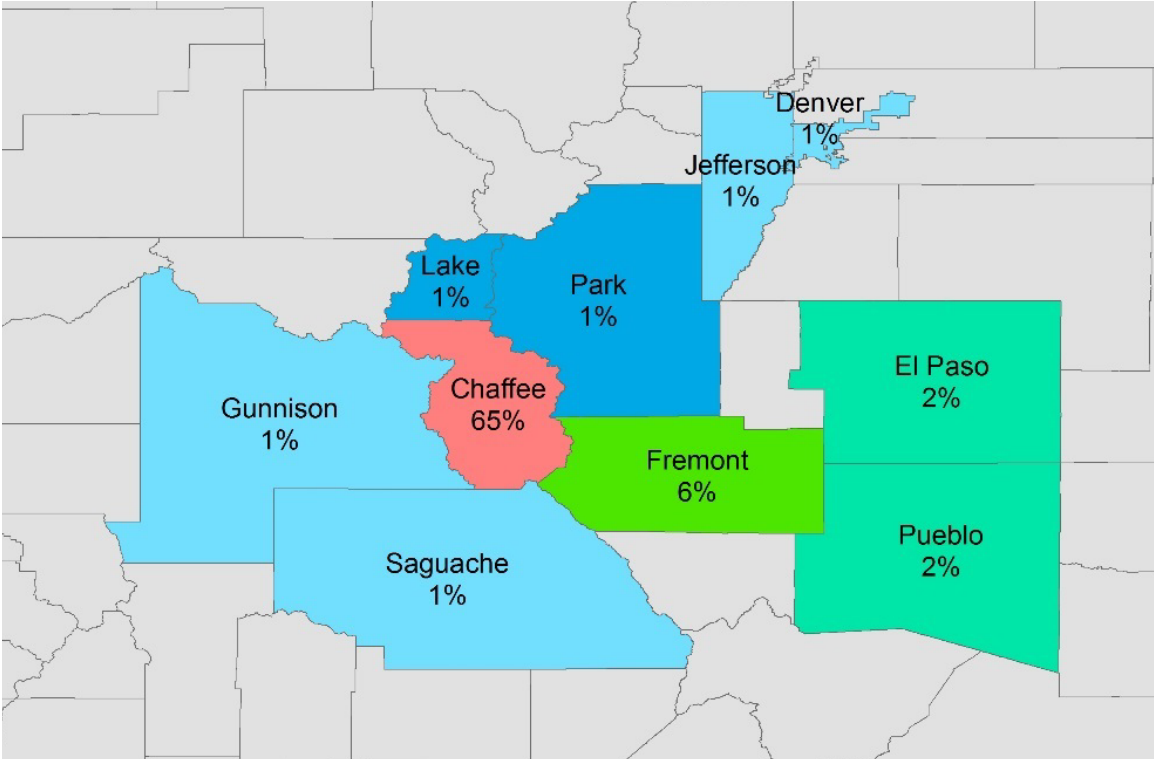 Denver
1%
Jefferson
1%
Lake
1%
Park
1%
El Paso
2%
Chaffee
65%
Gunnison
1%
Fremont
6%
Pueblo
2%
Saguache
1%